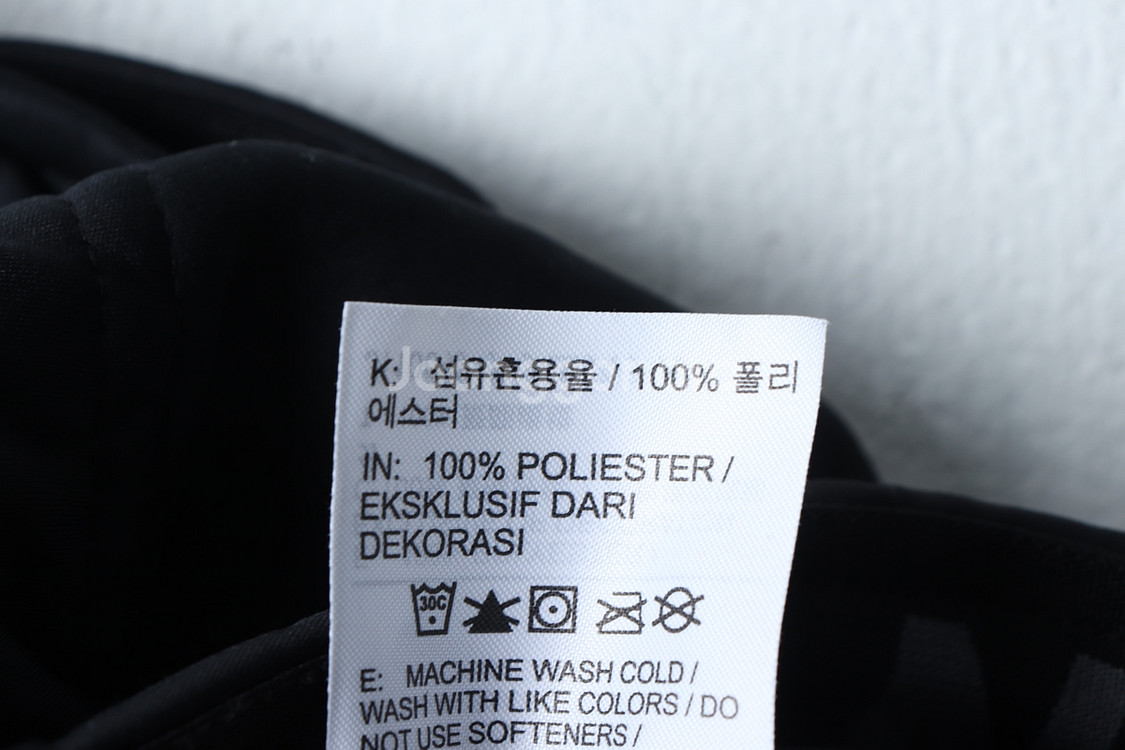 K: 섬유혼용율 / 100% 폴리
에스터
IN: 100% POLIESTER /
EKSKLUSIF DARI
DEKORASI
30C
E: MACHINE WASH COLD /
WASH WITH LIKE COLORS / DO
NOT USE SOFTENERS /